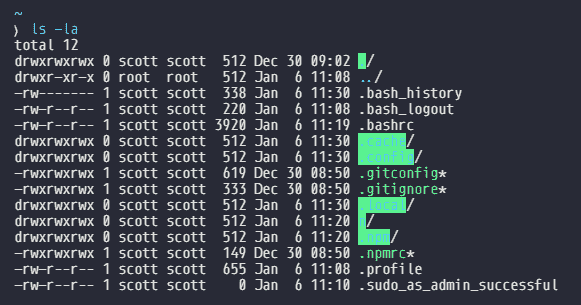 ~
❯ ls -la
total 12
drwxrwxrwx 0 scott scott  512 Dec 30 09:02 ./
drwxr-xr-x 0 root  root   512 Jan  6 11:08 ../
-rw------- 1 scott scott  338 Jan  6 11:30 .bash_history
-rw-r--r-- 1 scott scott  220 Jan  6 11:08 .bash_logout
-rw-r--r-- 1 scott scott 3920 Jan  6 11:19 .bashrc
drwxrwxrwx 0 scott scott  512 Jan  6 11:30 .cache/
drwxrwxrwx 0 scott scott  512 Jan  6 11:30 .config/
-rwxrwxrwx 1 scott scott  619 Dec 30 08:50 .gitconfig*
-rwxrwxrwx 1 scott scott  333 Dec 30 08:50 .gitignore*
drwxrwxrwx 0 scott scott  512 Jan  6 11:30 .local/
drwxrwxrwx 0 scott scott  512 Jan  6 11:20 /
drwxrwxrwx 0 scott scott  512 Jan  6 11:20 .npm/
-rwxrwxrwx 1 scott scott  149 Dec 30 08:50 .npmrc*
-rw-r--r-- 1 scott scott  655 Jan  6 11:08 .profile
-rw-r--r-- 1 scott scott    0 Jan  6 11:10 .sudo_as_admin_successful